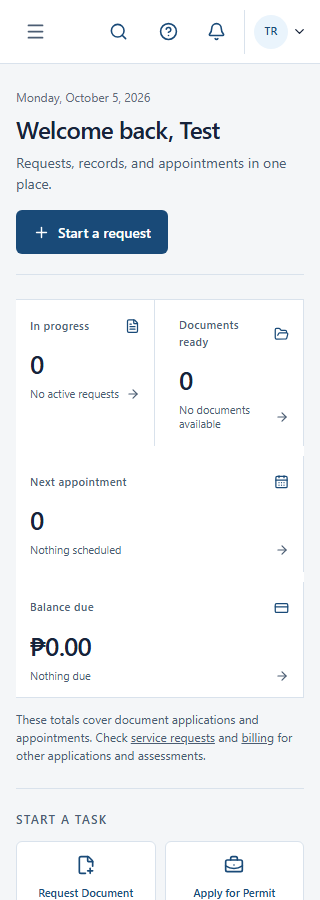 TR
Monday, October 5, 2026
Welcome back, Test
Requests, records, and appointments in one
place.
Start a request
In progress
0
No active requests
Documents
ready
0
No documents
available
Next appointment
0
Nothing scheduled
Balance due
₱0.00
Nothing due
These totals cover document applications and
appointments. Check service requests and billing for
other applications and assessments.
START A TASK
Request Document
Apply for Permit